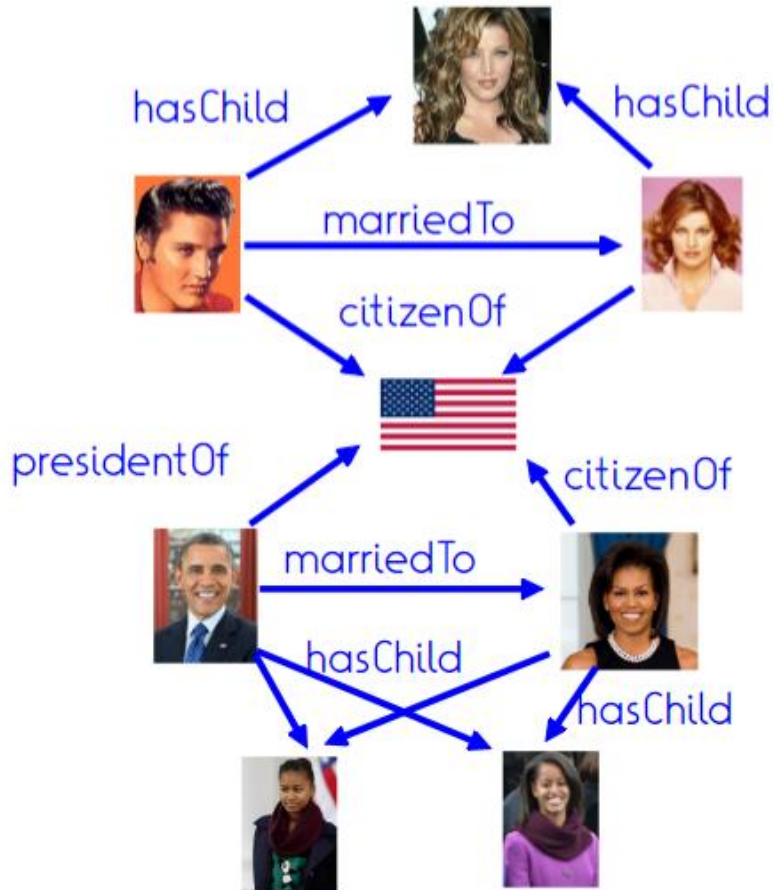 hasChild
hasChild
marriedTo
citizenOf
presidentOf
citizenOf
marriedTo
hasChild
hasChild